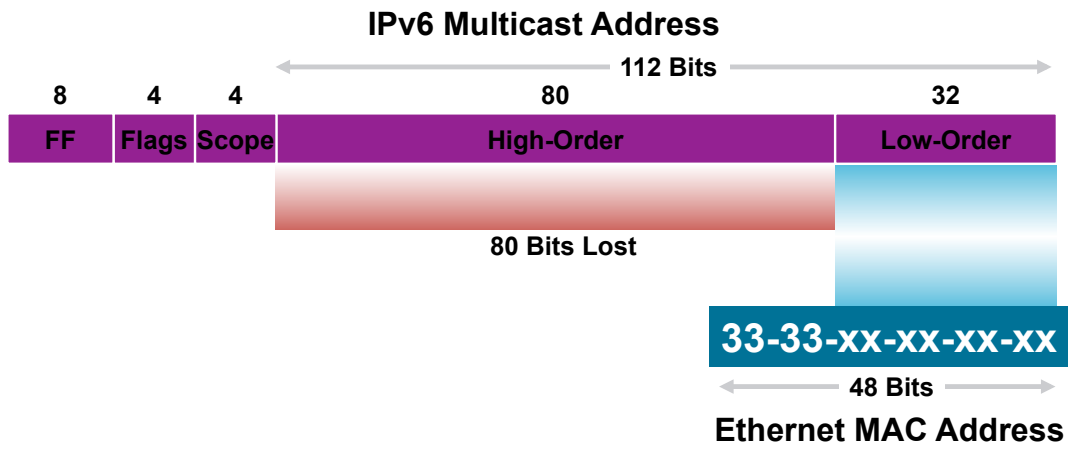 IPv6 Multicast Address
112 Bits
8 4 4 80 32
FF Flags Scope High-Order Low-Order
80 Bits Lost
33-33-xx-xx-xx-xx
48 Bits
Ethernet MAC Address